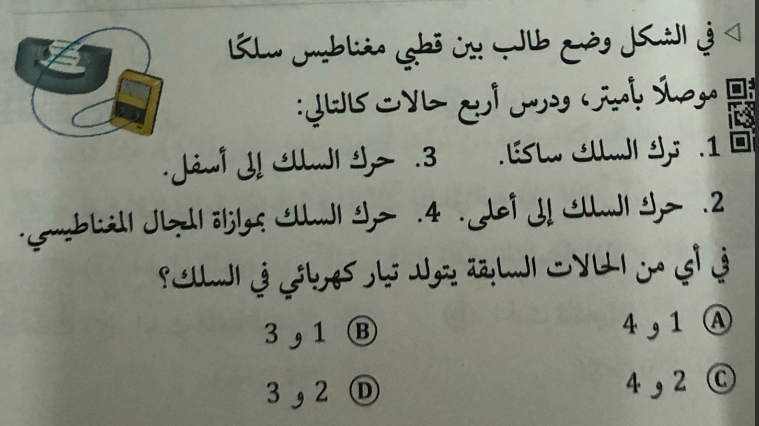 في الشكل وضع طالب بين قطبي مغناطيس سلكًا
موصلًا بأميتر، ودرس أربع حالات كالتالي:
1. ترك السلك ساكنًا. 3. حرك السلك إلى أسفل.
2. حرك السلك إلى أعلى. 4. حرك السلك بموازاة المجال المغناطيسي.
في أي من الحالات السابقة يتولد تيار كهربائي في السلك؟
A 1 و 4 B 1 و 3
C 2 و 4 D 2 و 3